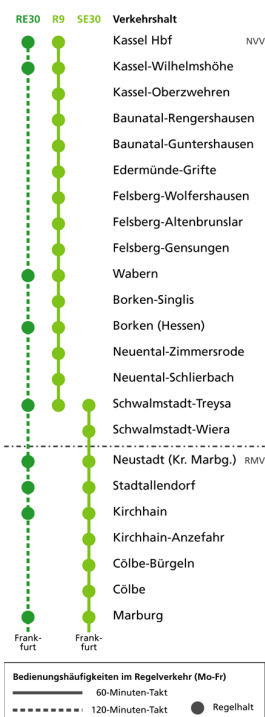 RE30 R9 SE30 Verkehrshalt
Kassel Hbf NVV
Kassel-Wilhelmshöhe
Kassel-Oberzwehren
Baunatal-Rengershausen
Baunatal-Guntershausen
Edermünde-Grifte
Felsberg-Wolfershausen
Felsberg-Altenbrunslar
Felsberg-Gensungen
Wabern
Borken-Singlis
Borken (Hessen)
Neuental-Zimmersrode
Neuental-Schlierbach
Schwalmstadt-Treysa
Schwalmstadt-Wiera
Neustadt (Kr. Marbg.) RMV
Stadtallendorf
Kirchhain
Kirchhain-Anzefahr
Cölbe-Bürgeln
Cölbe
Marburg
Frank-
furt
Frank-
furt
Bedienungshäufigkeiten im Regelverkehr (Mo-Fr)
60-Minuten-Takt
120-Minuten-Takt Regelhalt